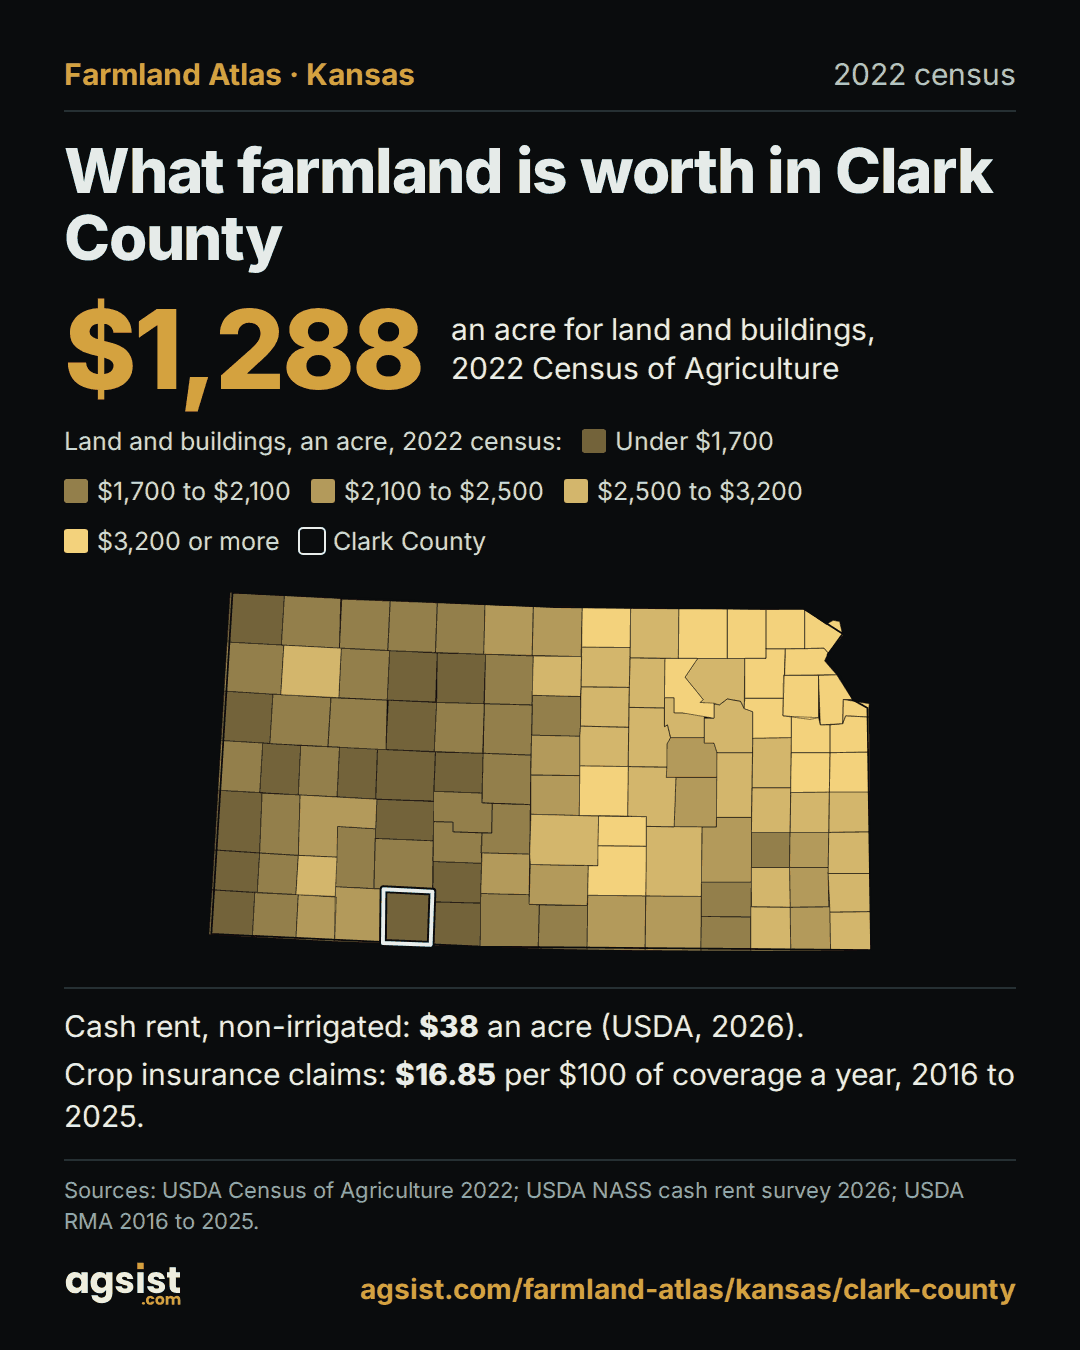 Farmland Atlas · Kansas
2022 census
What farmland is worth in Clark
County
$1,288
an acre for land and buildings,
2022 Census of Agriculture
Land and buildings, an acre, 2022 census: Under $1,700
$1,700 to $2,100 $2,100 to $2,500 $2,500 to $3,200
$3,200 or more Clark County
Cash rent, non-irrigated: $38 an acre (USDA, 2026).
Crop insurance claims: $16.85 per $100 of coverage a year, 2016 to
2025.
Sources: USDA Census of Agriculture 2022; USDA NASS cash rent survey 2026; USDA
RMA 2016 to 2025.
agsist
.com
agsist.com/farmland-atlas/kansas/clark-county